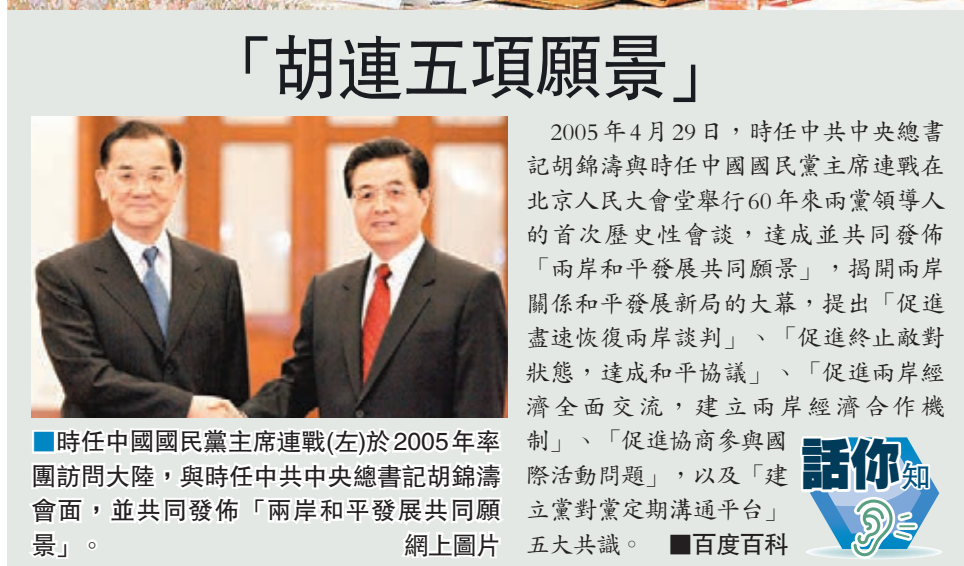 「胡連五項願景」
2005年4月29日，時任中共中央總書
記胡錦濤與時任中國國民黨主席連戰在
北京人民大會堂舉行60年來兩黨領導人
的首次歷史性會談，達成並共同發佈
「兩岸和平發展共同願景」，揭開兩岸
關係和平發展新局的大幕，提出「促進
盡速恢復兩岸談判」、「促進終止敵對
狀態，達成和平協議」、「促進兩岸經
濟全面交流，建立兩岸經濟合作機
制」、「促進協商參與國
際活動問題」，以及「建
立黨對黨定期溝通平台」
五大共識。 ■百度百科
話你知
■時任中國國民黨主席連戰(左)於2005年率
團訪問大陸，與時任中共中央總書記胡錦濤
會面，並共同發佈「兩岸和平發展共同願
景」。 網上圖片